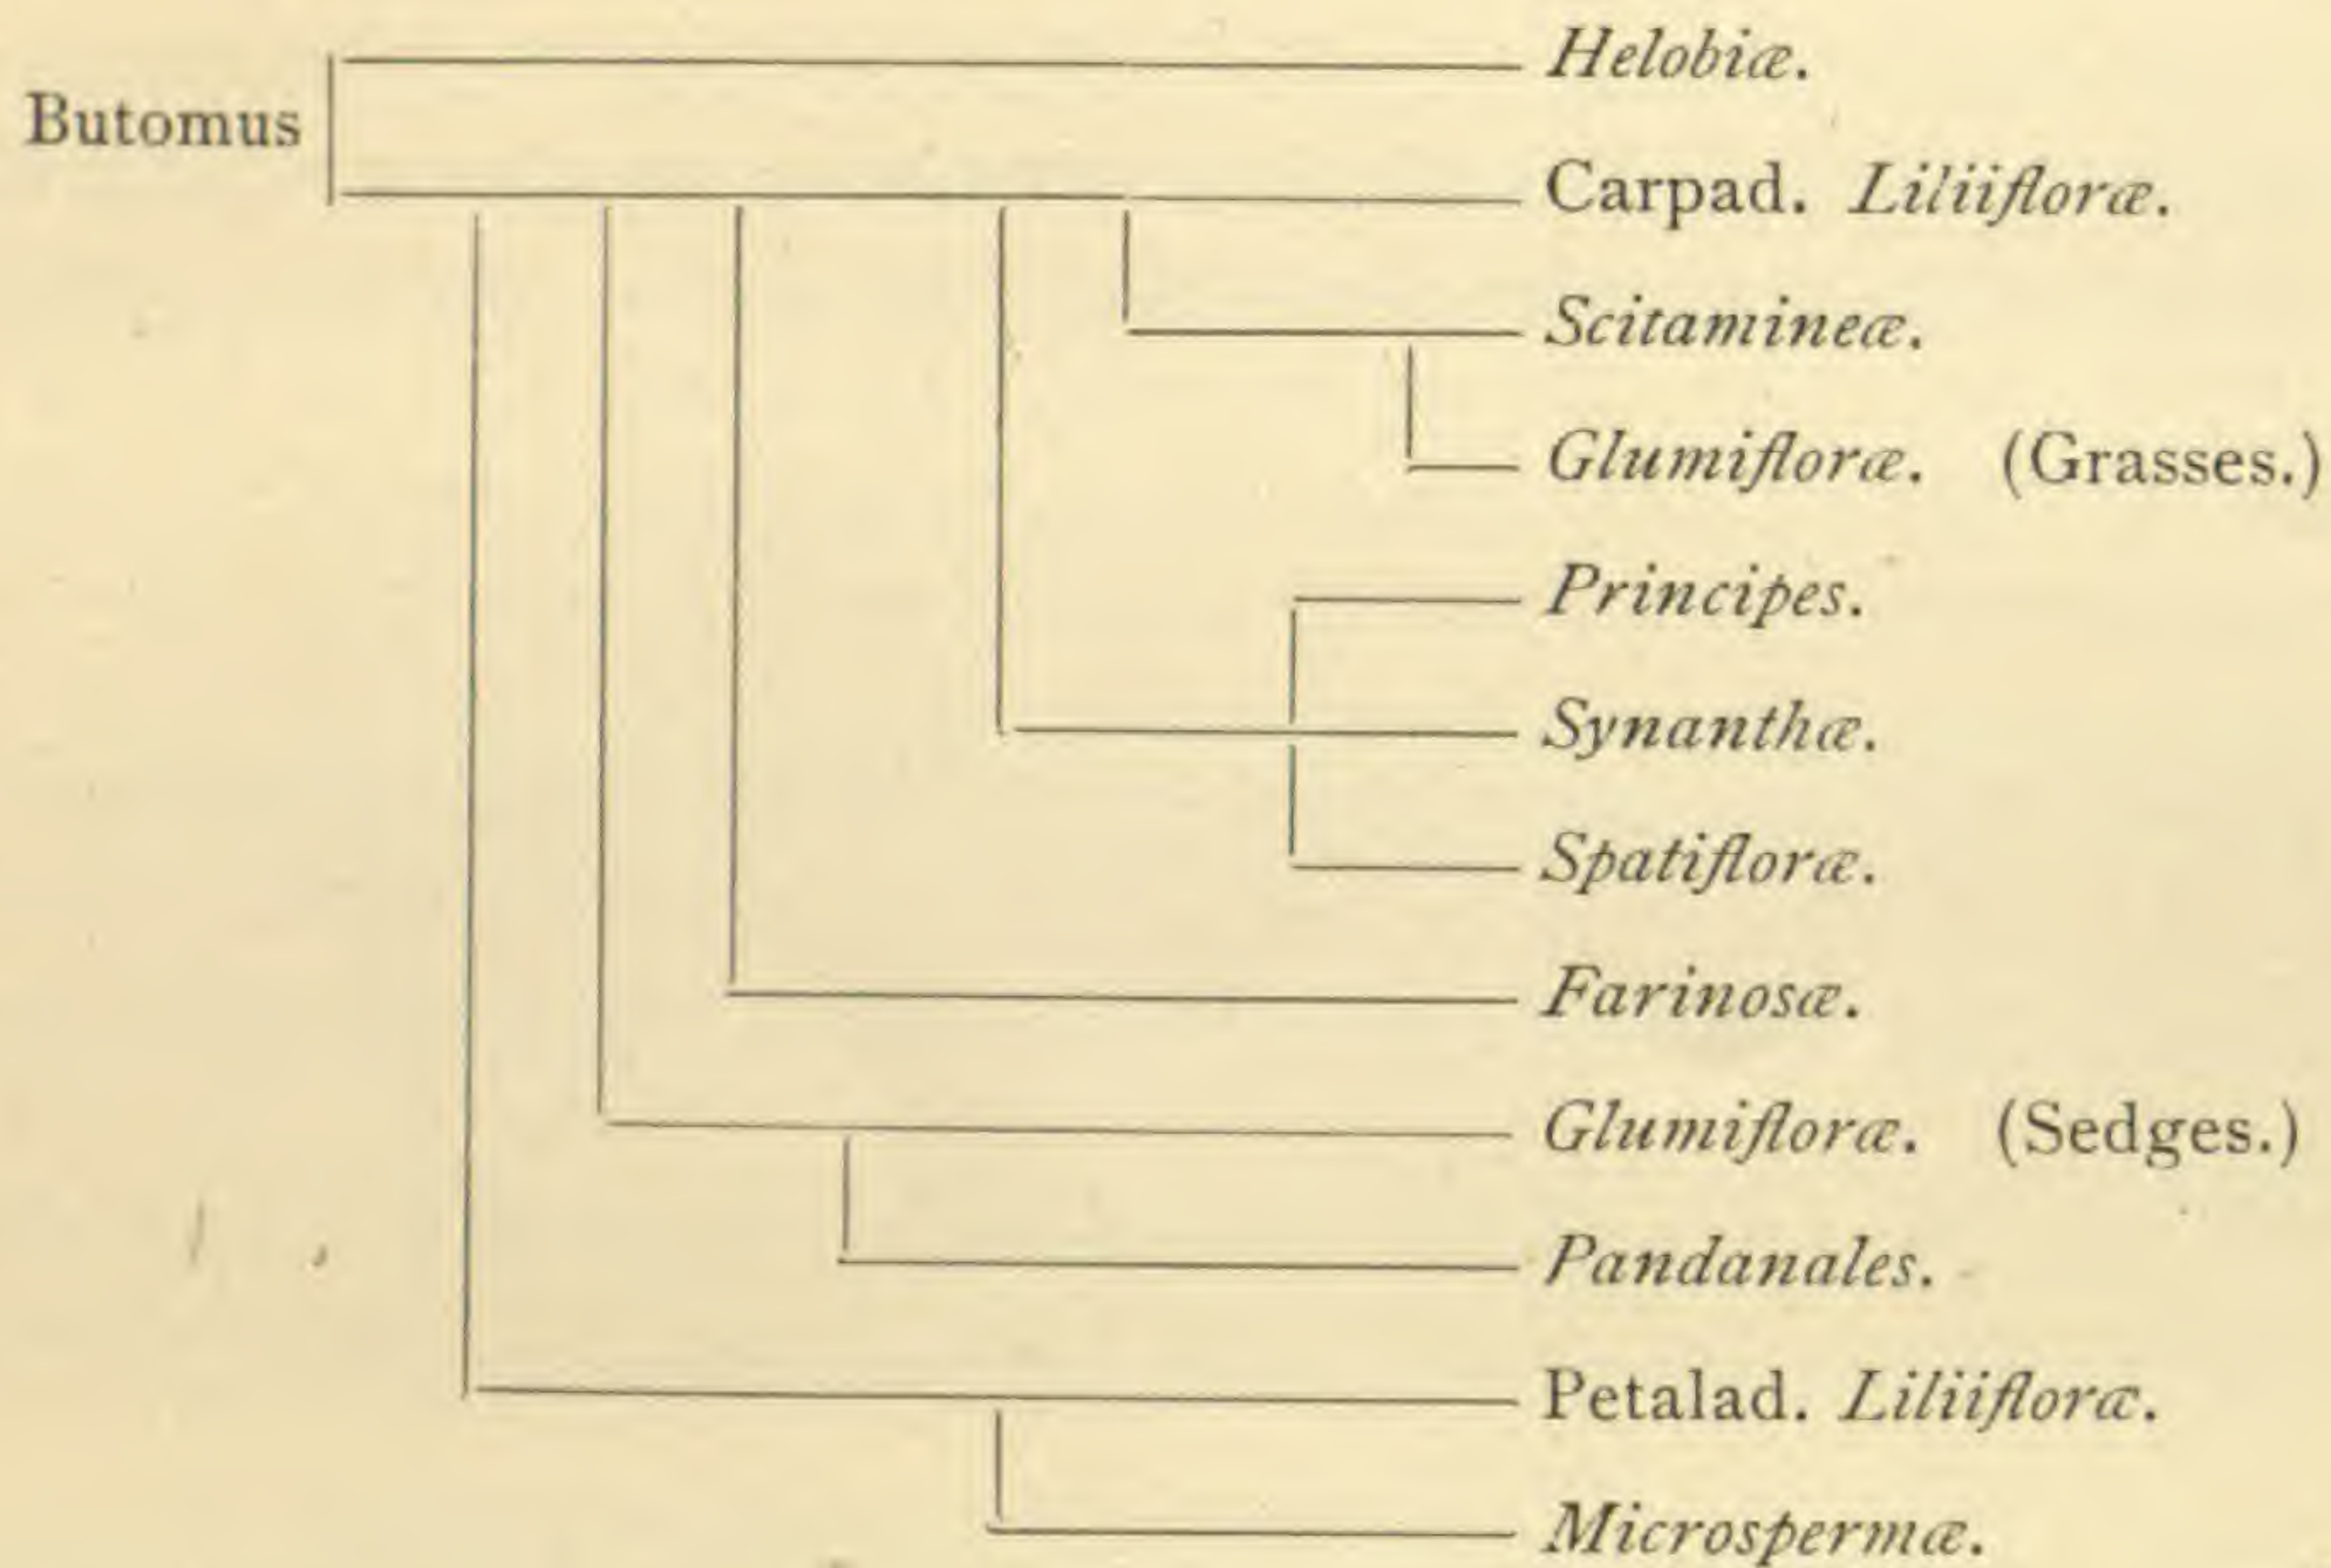 Helobiæ.
Butomus
Carpad. Liliifloræ.
Scitamineæ.
Glumifloræ. (Grasses.)
Principes.
Synanthæ.
Spatifloræ.
Farinosæ.
Glumifloræ. (Sedges.)
Pandanales.
Petalad. Liliifloræ.
Microspermæ.